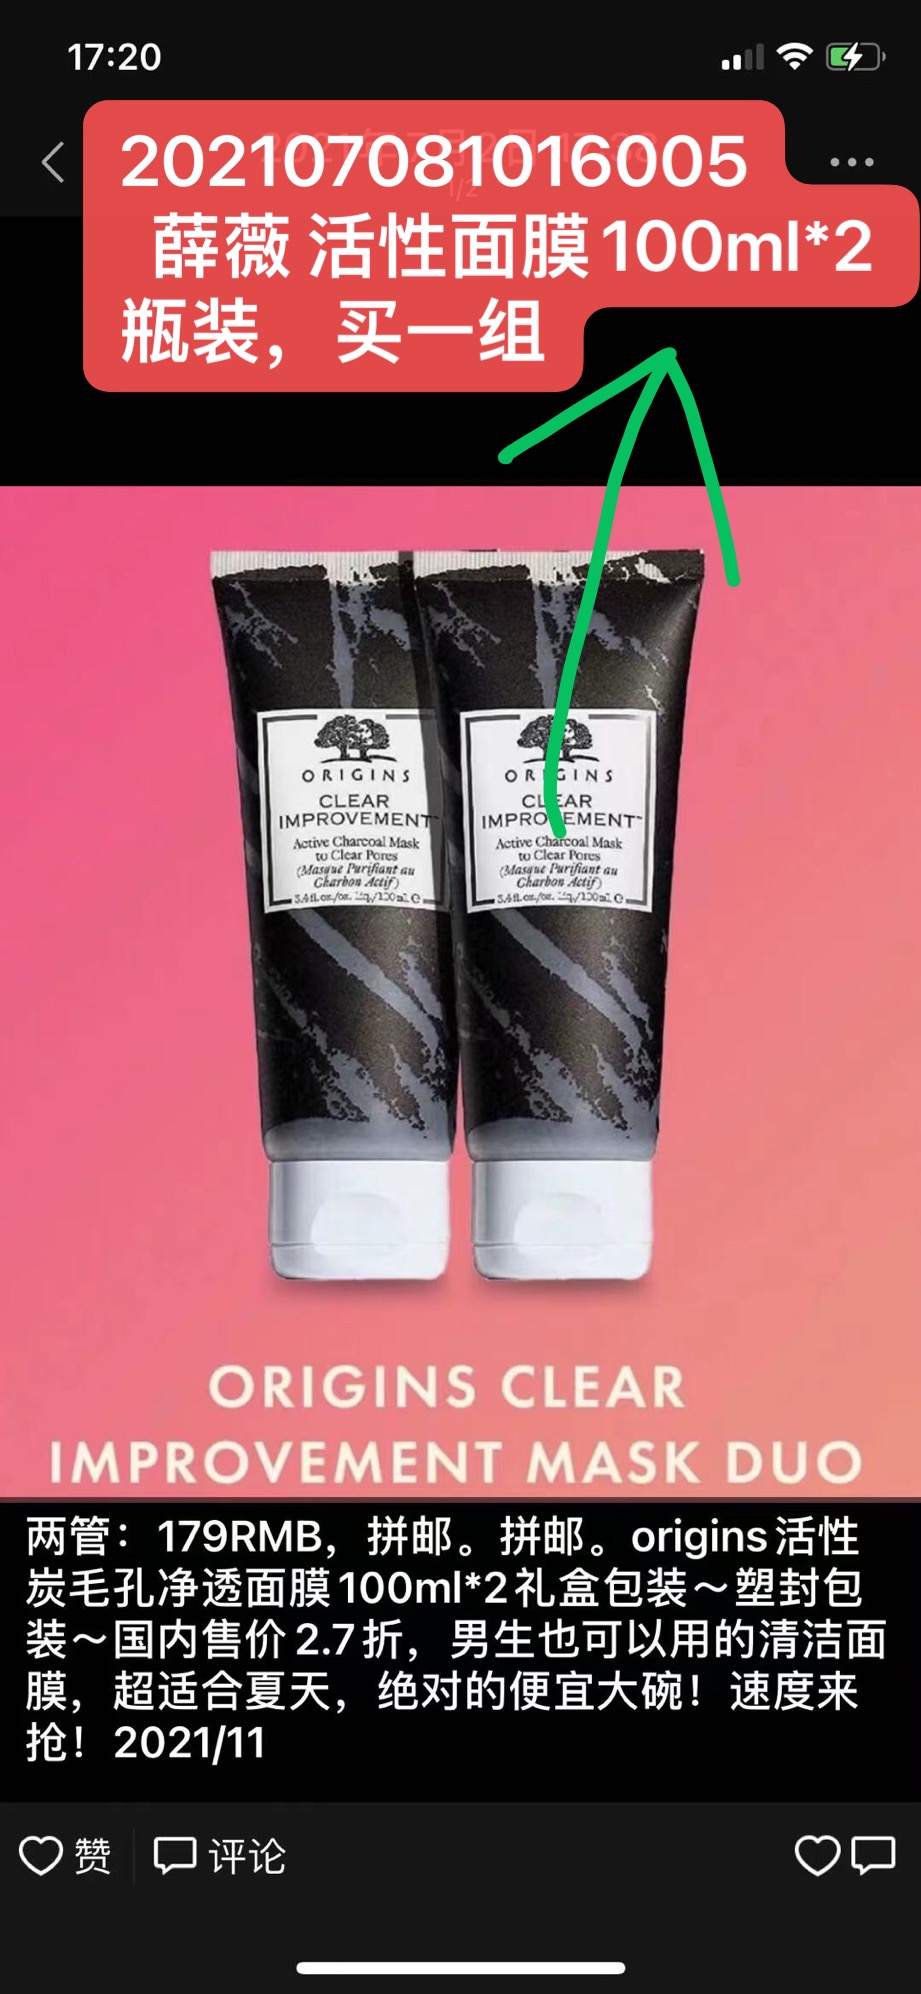 17:20
202107081016005
薛薇 活性面膜100ml*2
瓶装，买一组
1/2
ORIGINS
CLEAR
IMPROVEMENT™
Active Charcoal Mask
to Clear Pores
(Masque Purifiant au
Charbon Actif)
3.4 fl.oz./oz. liq./100ml ℮
ORIGINS
CLEAR
IMPROVEMENT™
Active Charcoal Mask
to Clear Pores
(Masque Purifiant au
Charbon Actif)
3.4 fl.oz./oz. liq./100ml ℮
ORIGINS CLEAR
IMPROVEMENT MASK DUO
两管：179RMB，拼邮。拼邮。origins活性
炭毛孔净透面膜100ml*2礼盒包装～塑封包
装～国内售价2.7折，男生也可以用的清洁面
膜，超适合夏天，绝对的便宜大碗！速度来
抢！2021/11
赞 评论